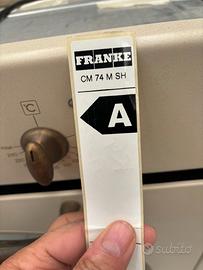 FRANKE
CM 74 M SH
A
°C
subito